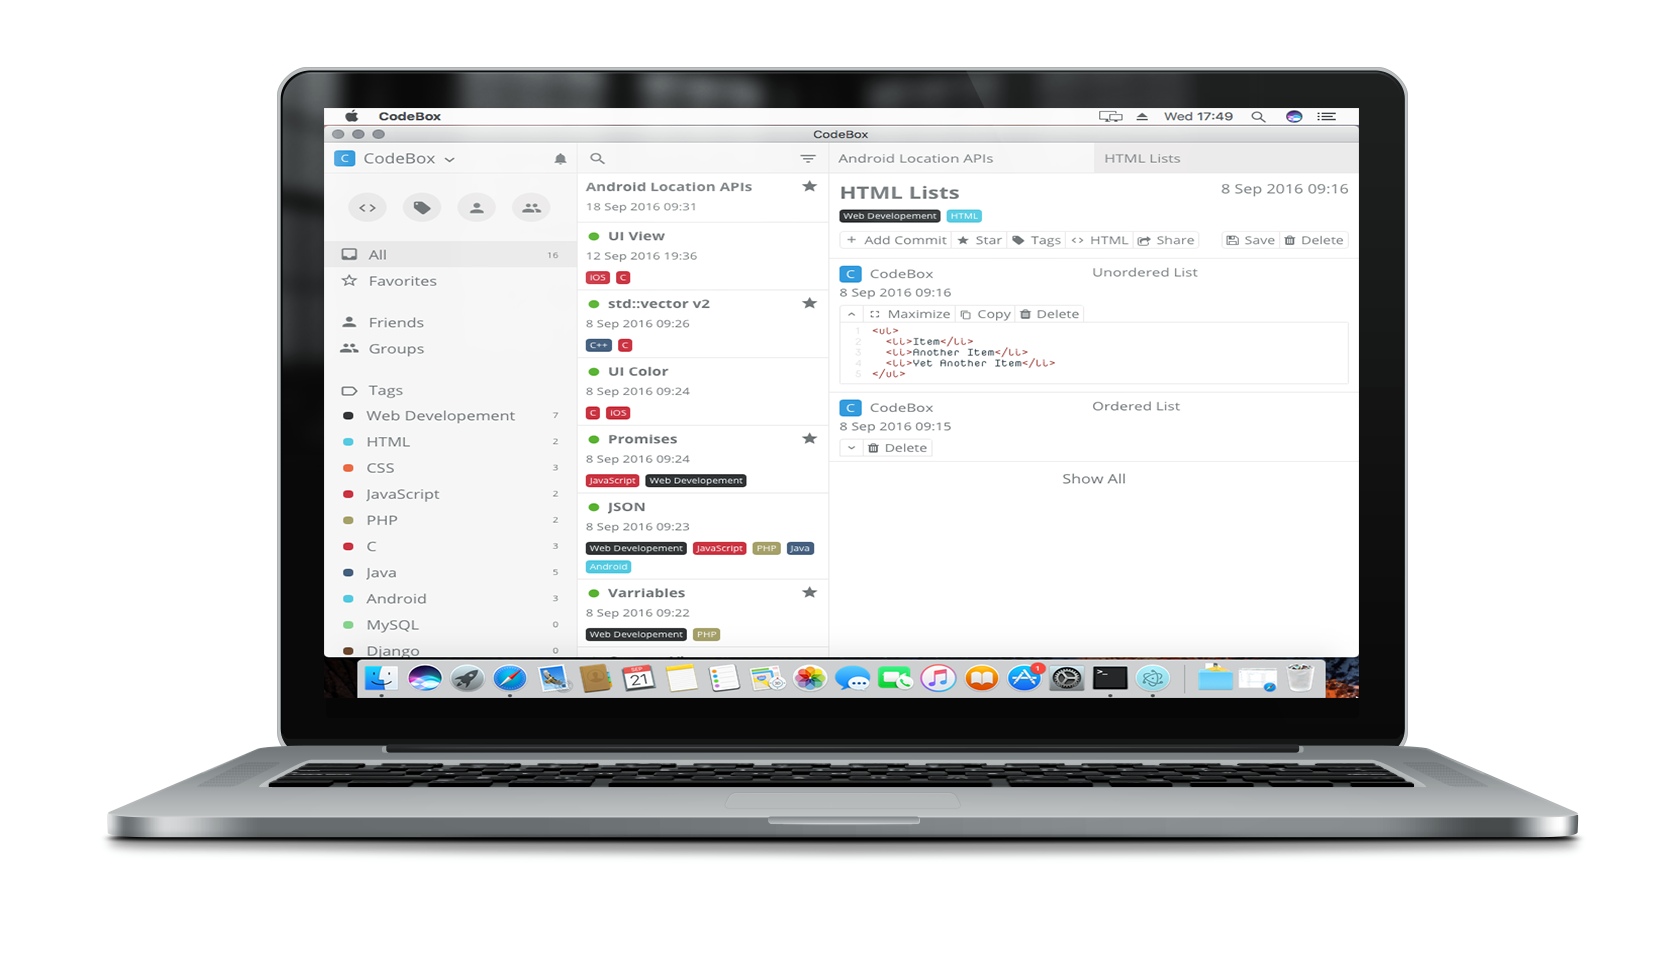 CodeBox
Wed 17:49
CodeBox
C CodeBox
Android Location APIs
HTML Lists
All 16
Favorites
Friends
Groups
Tags
Web Developement 7
HTML 2
CSS 3
JavaScript 2
PHP 2
C 3
Java 5
Android 3
MySQL 0
Django 0
Android Location APIs
18 Sep 2016 09:31
UI View
12 Sep 2016 19:36
IOS C
std::vector v2
8 Sep 2016 09:26
C++ C
UI Color
8 Sep 2016 09:24
C IOS
Promises
8 Sep 2016 09:24
JavaScript Web Developement
JSON
8 Sep 2016 09:23
Web Developement JavaScript PHP Java
Android
Varriables
8 Sep 2016 09:22
Web Developement PHP
HTML Lists 8 Sep 2016 09:16
Web Developement HTML
+ Add Commit Star Tags <> HTML Share Save Delete
C CodeBox Unordered List
8 Sep 2016 09:16
Maximize Copy Delete
1 <ul>
2 <li>Item</li>
3 <li>Another Item</li>
4 <li>Yet Another Item</li>
5 </ul>
C CodeBox Ordered List
8 Sep 2016 09:15
Delete
Show All
SEP
21
1